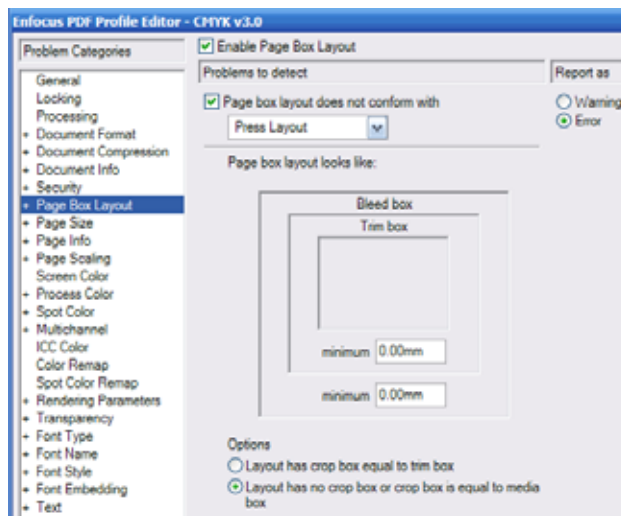 Enfocus PDF Profile Editor - CMYK v3.0
Problem Categories
General
Locking
Processing
+ Document Format
+ Document Compression
+ Document Info
+ Security
+ Page Box Layout
+ Page Size
+ Page Info
+ Page Scaling
Screen Color
+ Process Color
+ Spot Color
+ Multichannel
ICC Color
Color Remap
Spot Color Remap
+ Rendering Parameters
+ Transparency
+ Font Type
+ Font Name
+ Font Style
+ Font Embedding
+ Text
Enable Page Box Layout
Problems to detect
Report as
Page box layout does not conform with
Warning
Press Layout
Error
Page box layout looks like:
Bleed box
Trim box
minimum 0.00mm
minimum 0.00mm
Options
Layout has crop box equal to trim box
Layout has no crop box or crop box is equal to media
box